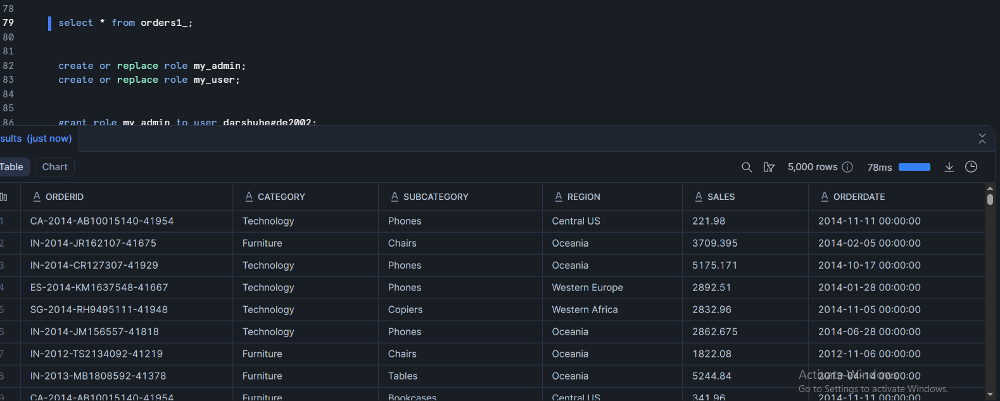 78
79 select * from orders1_;
80
81
82 create or replace role my_admin;
83 create or replace role my_user;
84
85
86 grant role my_admin to user darshuhegde2002;
sults (just now)
Table Chart 5,000 rows 78ms
ORDERID CATEGORY SUBCATEGORY REGION SALES ORDERDATE
1 CA-2014-AB10015140-41954 Technology Phones Central US 221.98 2014-11-11 00:00:00
2 IN-2014-JR162107-41675 Furniture Chairs Oceania 3709.395 2014-02-05 00:00:00
3 IN-2014-CR127307-41929 Technology Phones Oceania 5175.171 2014-10-17 00:00:00
4 ES-2014-KM1637548-41667 Technology Phones Western Europe 2892.51 2014-01-28 00:00:00
5 SG-2014-RH9495111-41948 Technology Copiers Western Africa 2832.96 2014-11-05 00:00:00
6 IN-2014-JM156557-41818 Technology Phones Oceania 2862.675 2014-06-28 00:00:00
7 IN-2012-TS2134092-41219 Furniture Chairs Oceania 1822.08 2012-11-06 00:00:00
8 IN-2013-MB1808592-41378 Furniture Tables Oceania 5244.84 2013-04-14 00:00:00
Activate Windows
Go to Settings to activate Windows.
9 CA-2014-AB10015140-41954 Furniture Bookcases Central US 341.96 2014-11-11 00:00:00